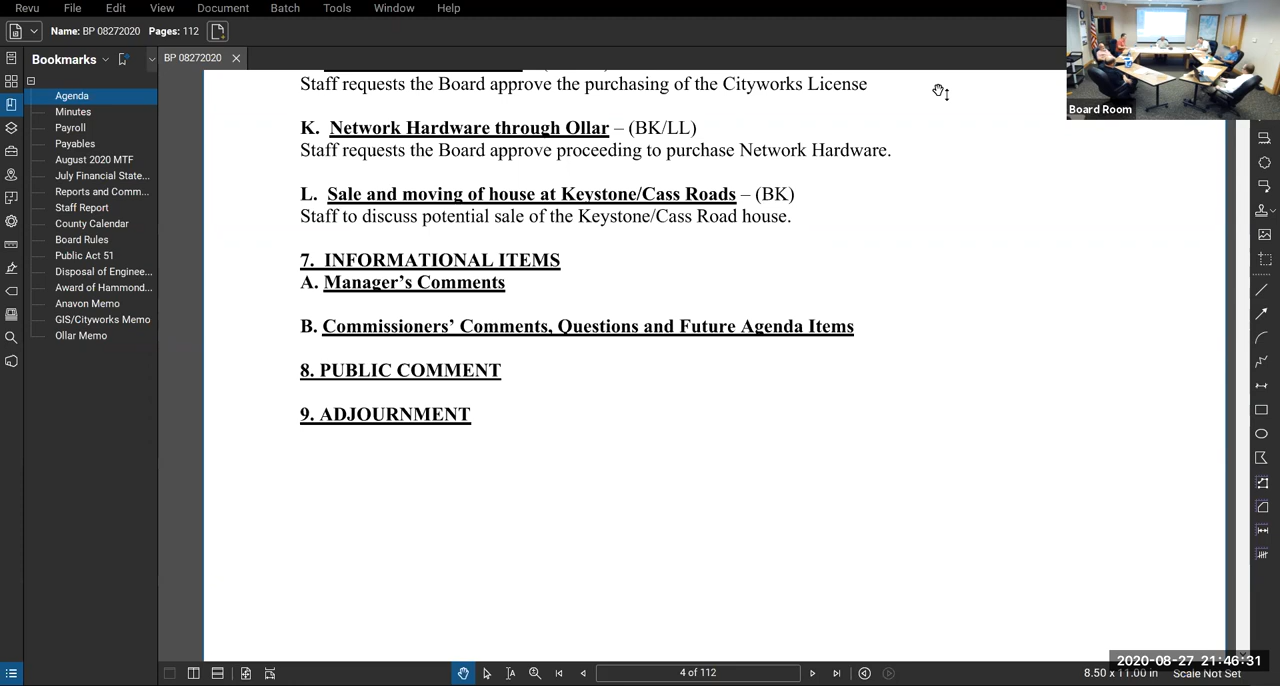 Revu File Edit View Document Batch Tools Window Help
Name: BP 08272020 Pages: 112
Bookmarks
BP 08272020
Agenda
Minutes
Payroll
Payables
August 2020 MTF
July Financial State...
Reports and Comm...
Staff Report
County Calendar
Board Rules
Public Act 51
Disposal of Enginee...
Award of Hammond...
Anavon Memo
GIS/Cityworks Memo
Ollar Memo
Staff requests the Board approve the purchasing of the Cityworks License
K. Network Hardware through Ollar – (BK/LL)
Staff requests the Board approve proceeding to purchase Network Hardware.
L. Sale and moving of house at Keystone/Cass Roads – (BK)
Staff to discuss potential sale of the Keystone/Cass Road house.
7. INFORMATIONAL ITEMS
A. Manager’s Comments
B. Commissioners’ Comments, Questions and Future Agenda Items
8. PUBLIC COMMENT
9. ADJOURNMENT
Board Room
4 of 112
2020-08-27 21:46:31
8.50 x 11.00 in Scale Not Set